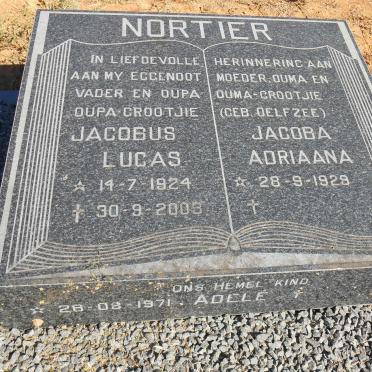 NORTIER
IN LIEFDEVOLLE
AAN MY EGGENOOT
VADER EN OUPA
OUPA-GROOTJIE
JACOBUS
LUCAS
14-7-1924
30-9-2003
HERINNERING AAN
MOEDER, OUMA EN
OUMA-GROOTJIE
(GEB. OELFZEE)
JACOBA
ADRIAANA
28-9-1929
ONS HEMEL KIND
26-08-1971. ADELE